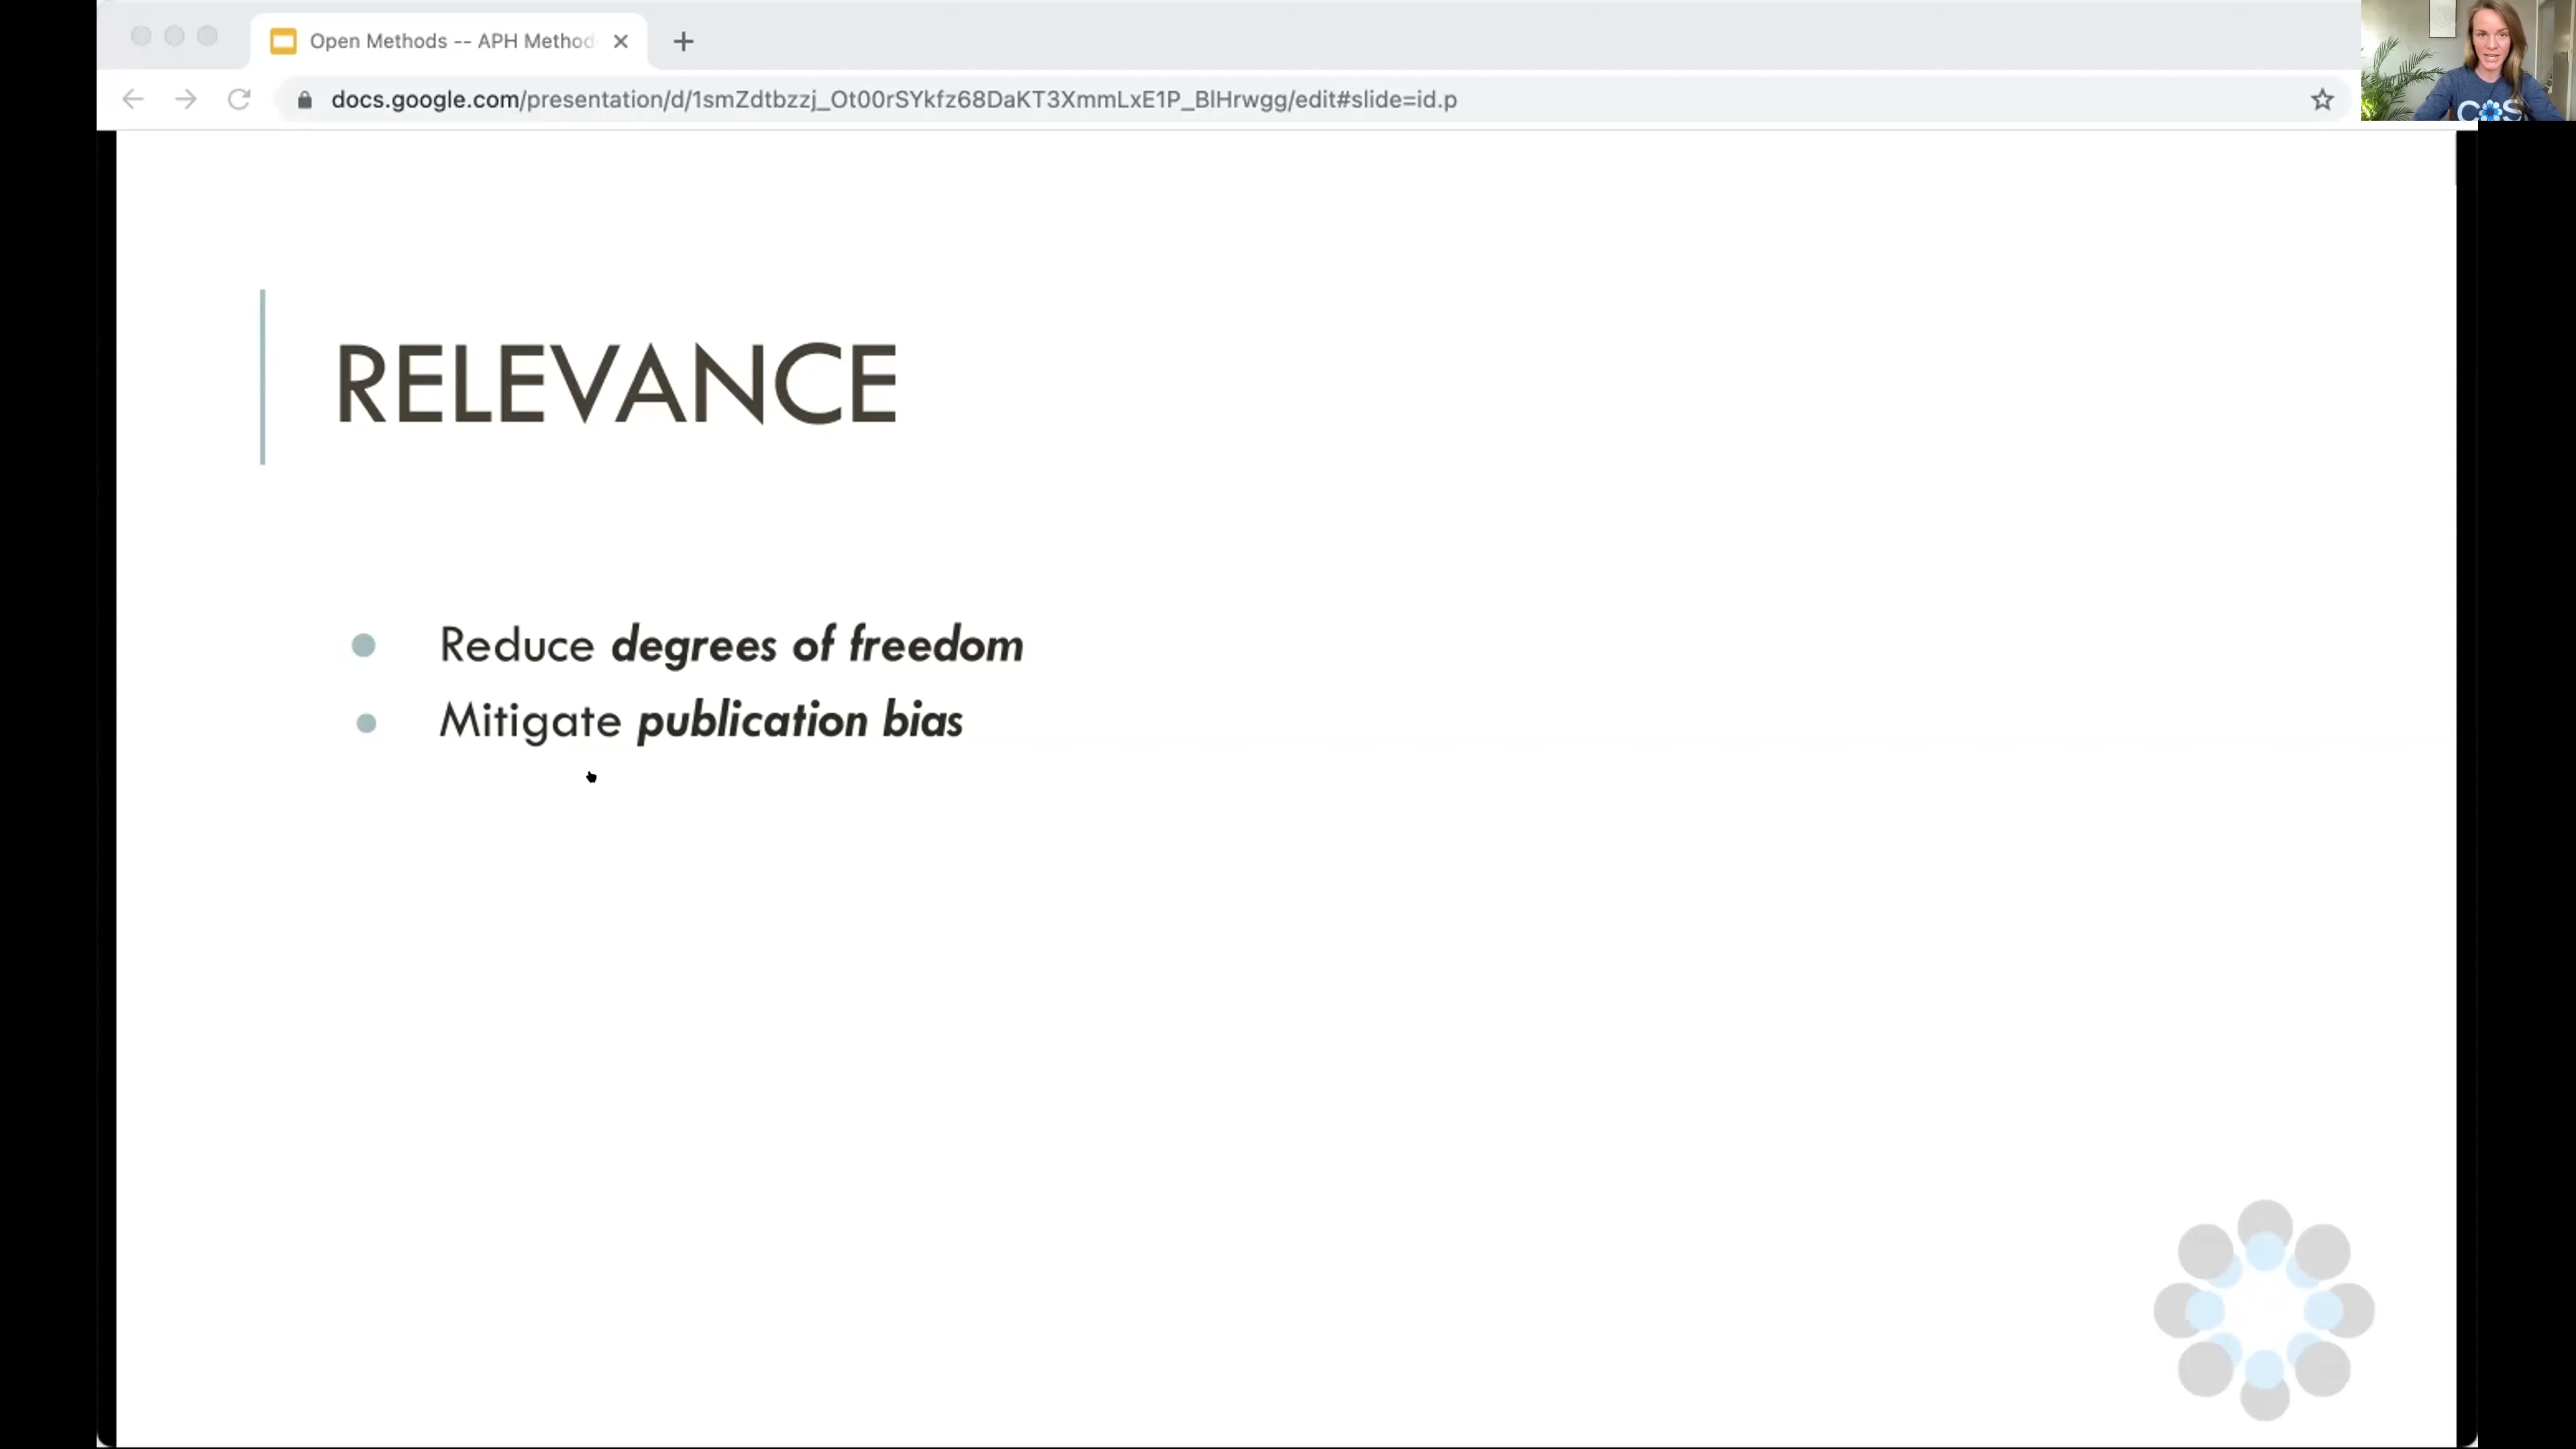 Open Methods -- APH Method
docs.google.com/presentation/d/1smZdtbzzj_Ot00rSYkfz68DaKT3XmmLxE1P_BlHrwgg/edit#slide=id.p
COS
RELEVANCE
Reduce degrees of freedom
Mitigate publication bias